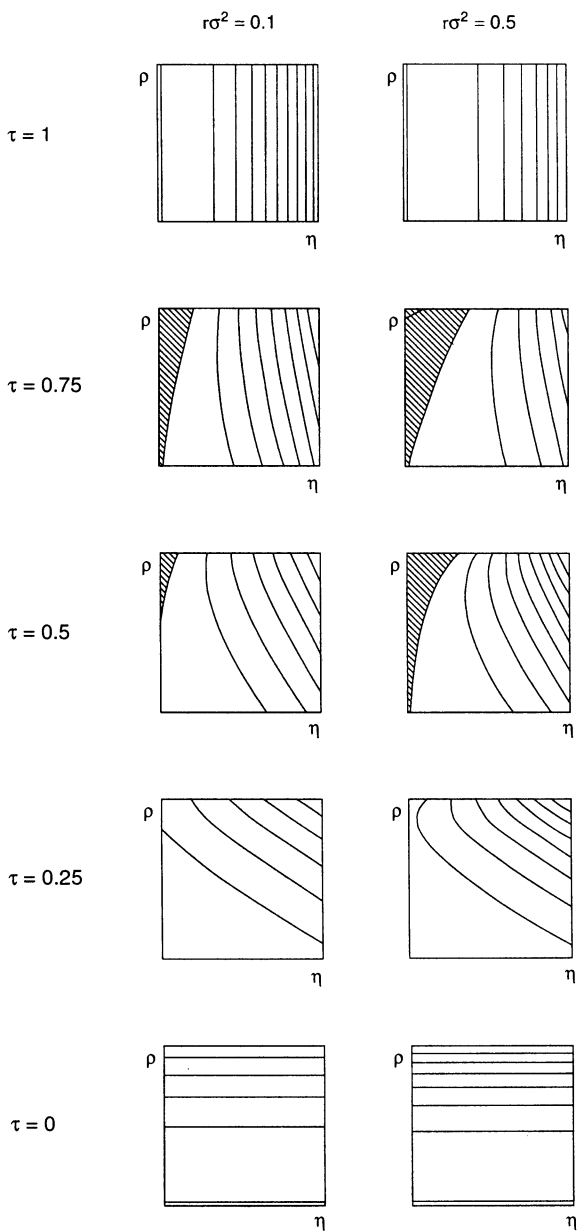 rσ² = 0.1 rσ² = 0.5
τ = 1
ρ ρ
η η
τ = 0.75
ρ ρ
η η
τ = 0.5
ρ ρ
η η
τ = 0.25
ρ ρ
η η
τ = 0
ρ ρ
η η